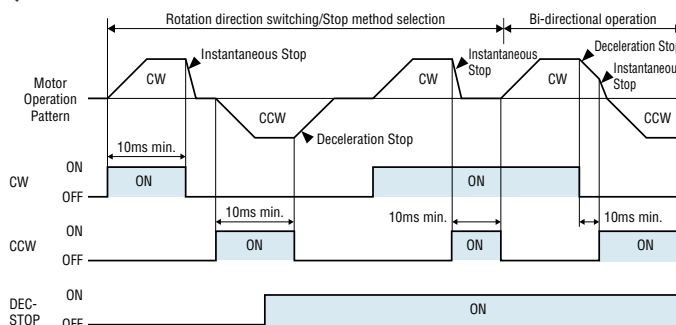 Rotation direction switching/Stop method selection
Bi-directional operation
Motor
Operation
Pattern
CW
Instantaneous Stop
CCW
Deceleration Stop
CW
Instantaneous
Stop
CW
Deceleration Stop
Instantaneous
Stop
CCW
10ms min.
CW
ON
OFF
ON
ON
10ms min.
10ms min.
10ms min.
CCW
ON
OFF
ON
ON
ON
DEC-
STOP
ON
OFF
ON